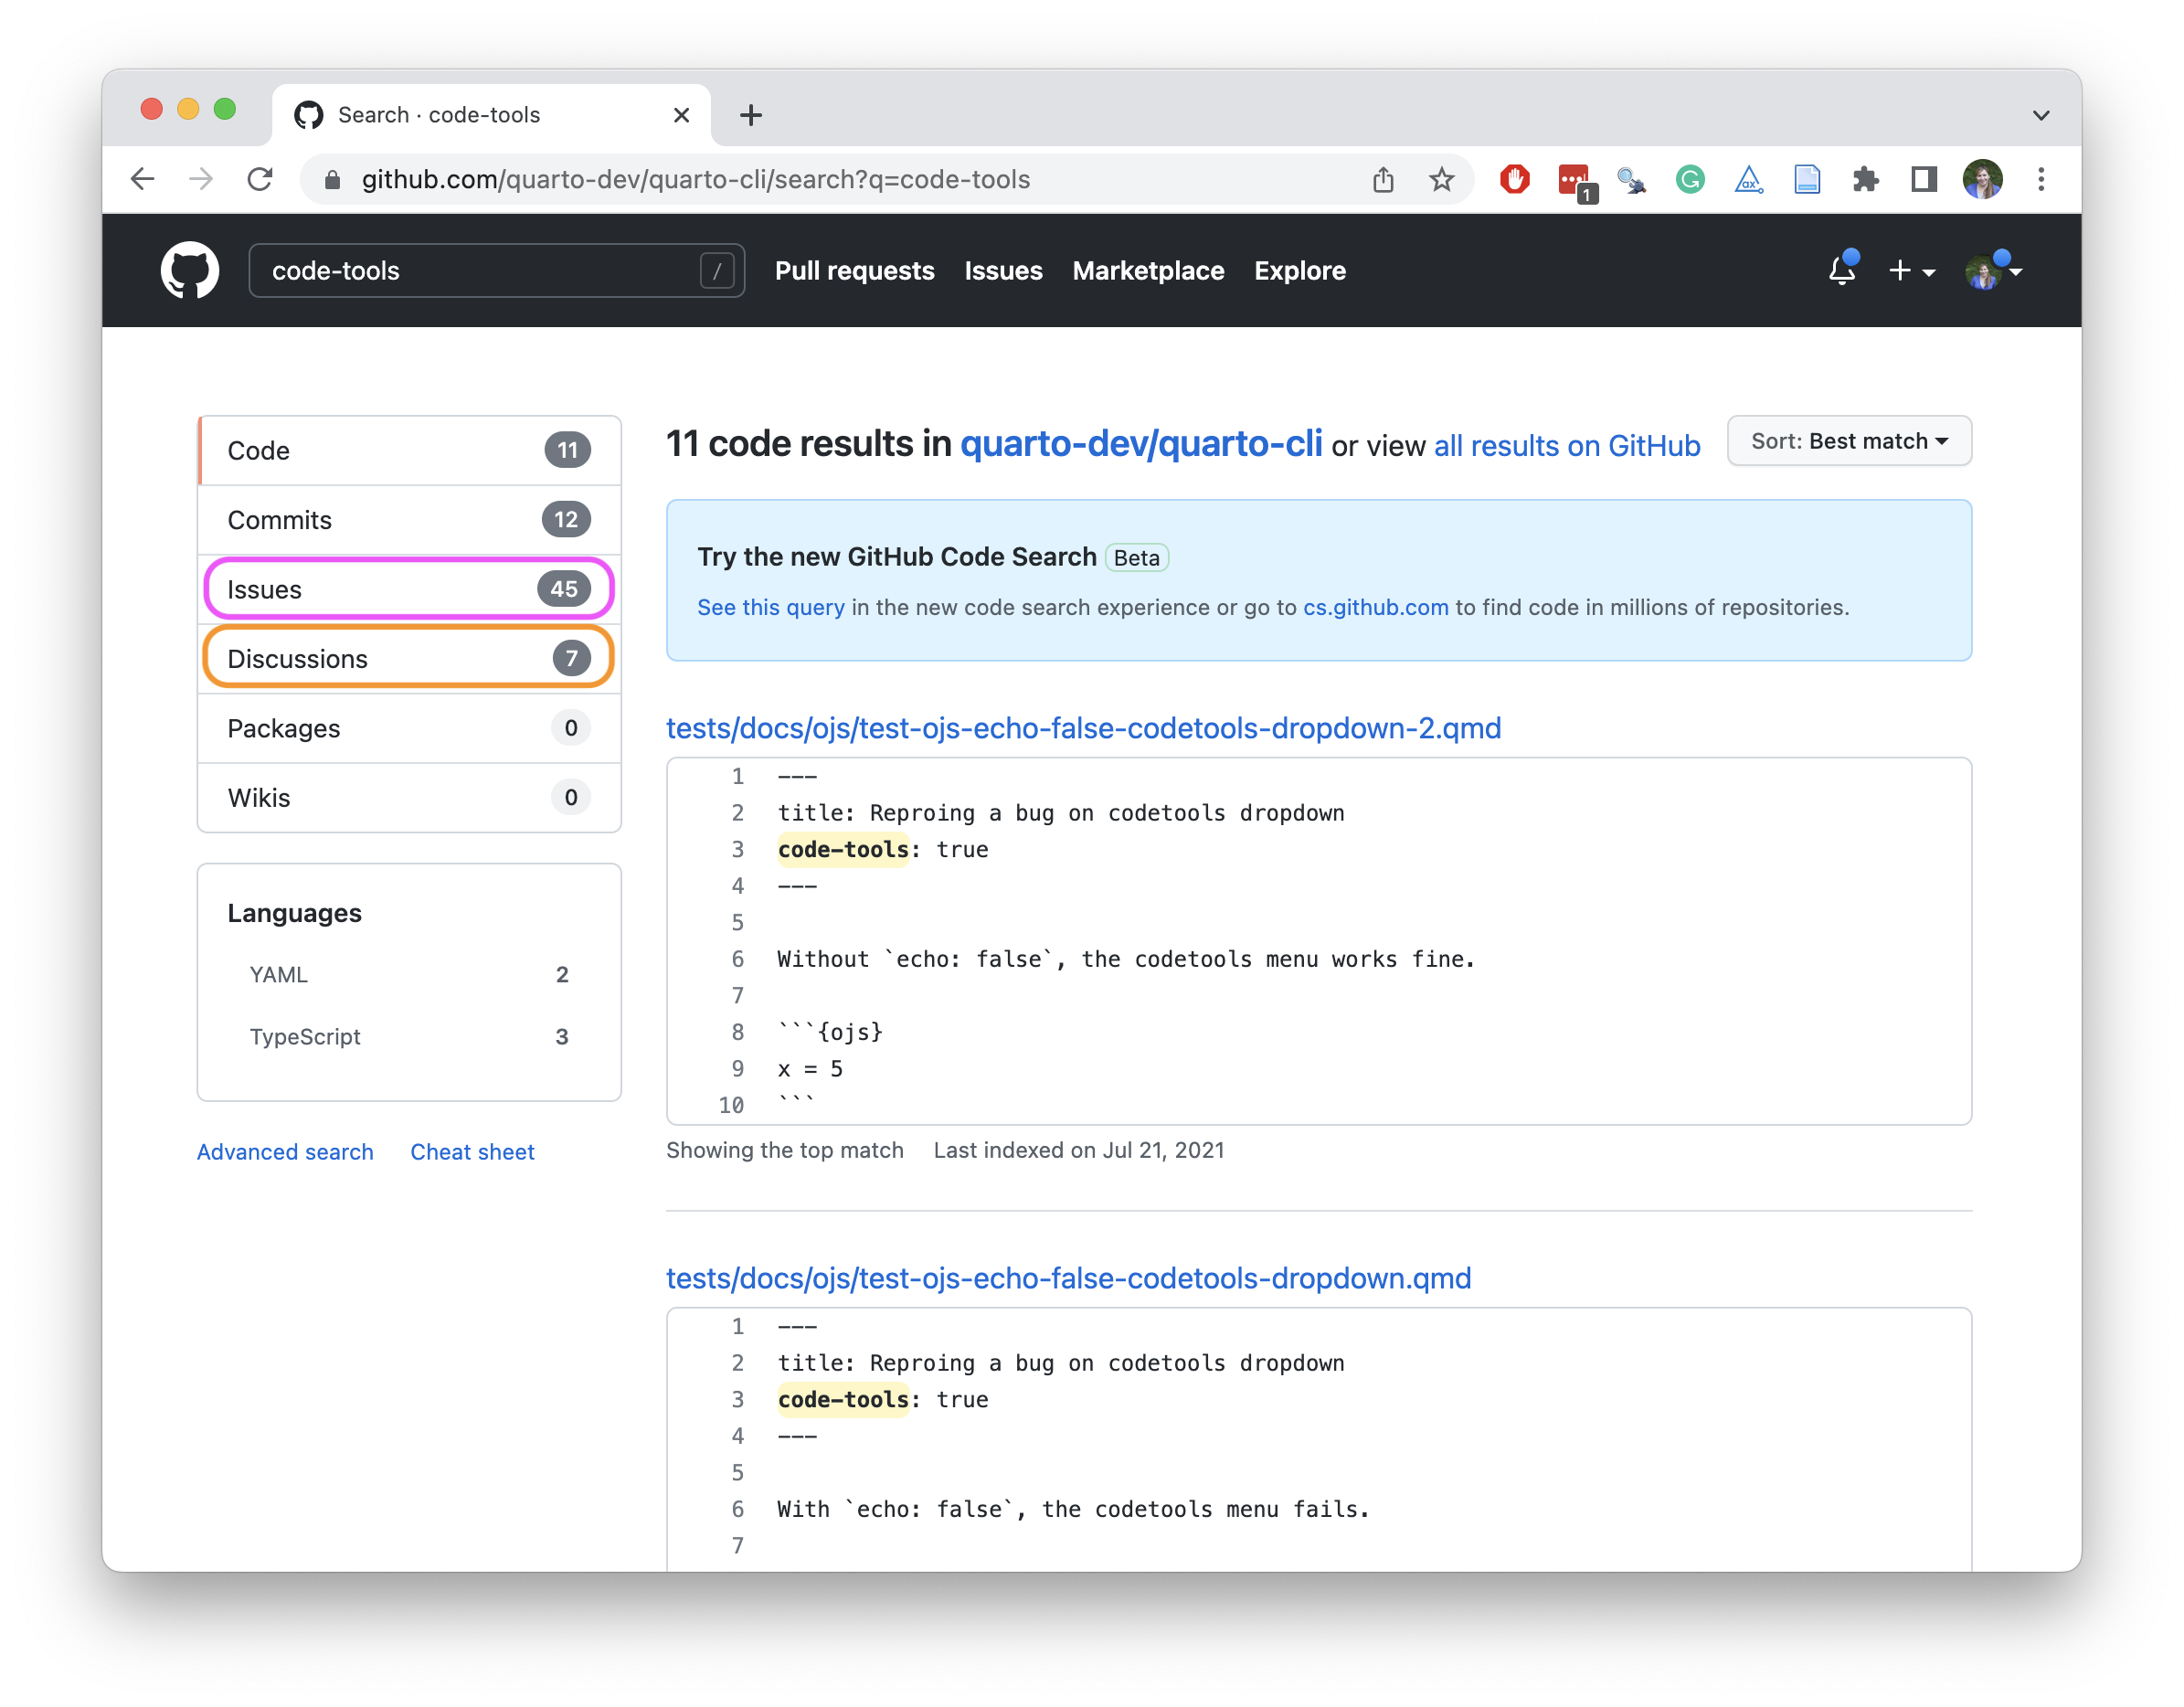 Search · code-tools
github.com/quarto-dev/quarto-cli/search?q=code-tools
1
code-tools
/
Pull requests
Issues
Marketplace
Explore
Code 11
Commits 12
Issues 45
Discussions 7
Packages 0
Wikis 0
Languages
YAML 2
TypeScript 3
Advanced search
Cheat sheet
11 code results in quarto-dev/quarto-cli or view all results on GitHub
Sort: Best match
Try the new GitHub Code Search Beta
See this query in the new code search experience or go to cs.github.com to find code in millions of repositories.
tests/docs/ojs/test-ojs-echo-false-codetools-dropdown-2.qmd
1 ---
2 title: Reproing a bug on codetools dropdown
3 code-tools: true
4 ---
5
6 Without `echo: false`, the codetools menu works fine.
7
8 ```{ojs}
9 x = 5
10 ```
Showing the top match Last indexed on Jul 21, 2021
tests/docs/ojs/test-ojs-echo-false-codetools-dropdown.qmd
1 ---
2 title: Reproing a bug on codetools dropdown
3 code-tools: true
4 ---
5
6 With `echo: false`, the codetools menu fails.
7